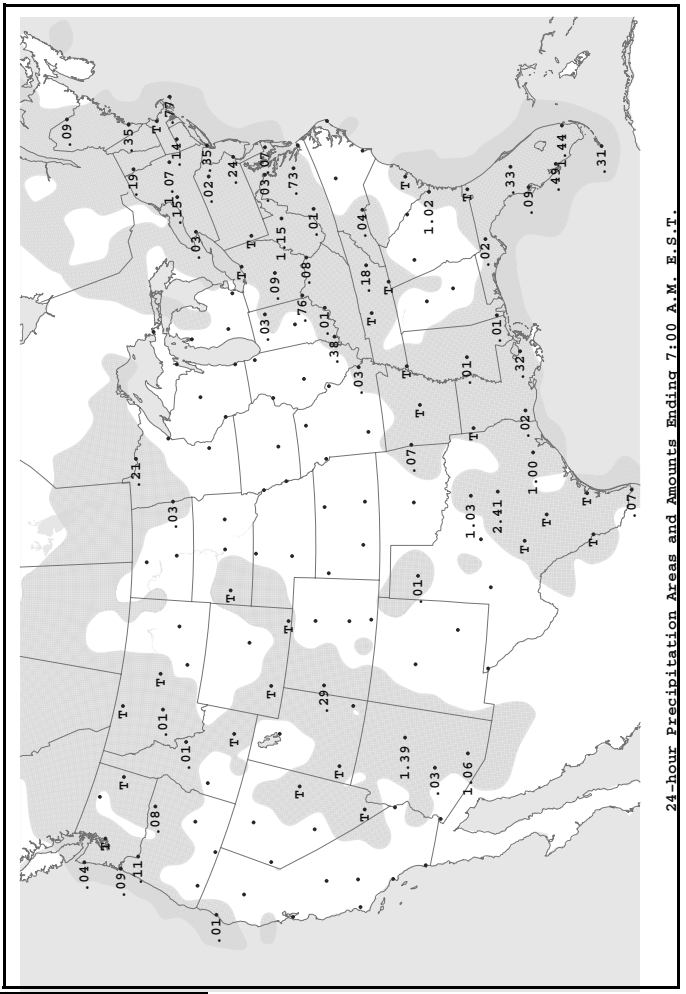 .09
.04
T
.09
T
T
.35
.19
.21
.11
.08
T
T
.01
.77
1.07
.03
.14
.15
.01
.03
.35
.02
.01
T
.24
T
T
T
.07
.03
.03
T
.09
1.15
T
.73
T
.76
.08
.01
.29
.01
.38
T
.03
.04
T
.18
T
T
T
1.39
T
.07
.01
T
1.02
.03
.01
T
1.06
1.03
T
.02
2.41
.01
.33
.32
T
.02
.09
1.00
T
.49
1.44
T
T
.31
.07
24-hour Precipitation Areas and Amounts Ending 7:00 A.M. E.S.T.